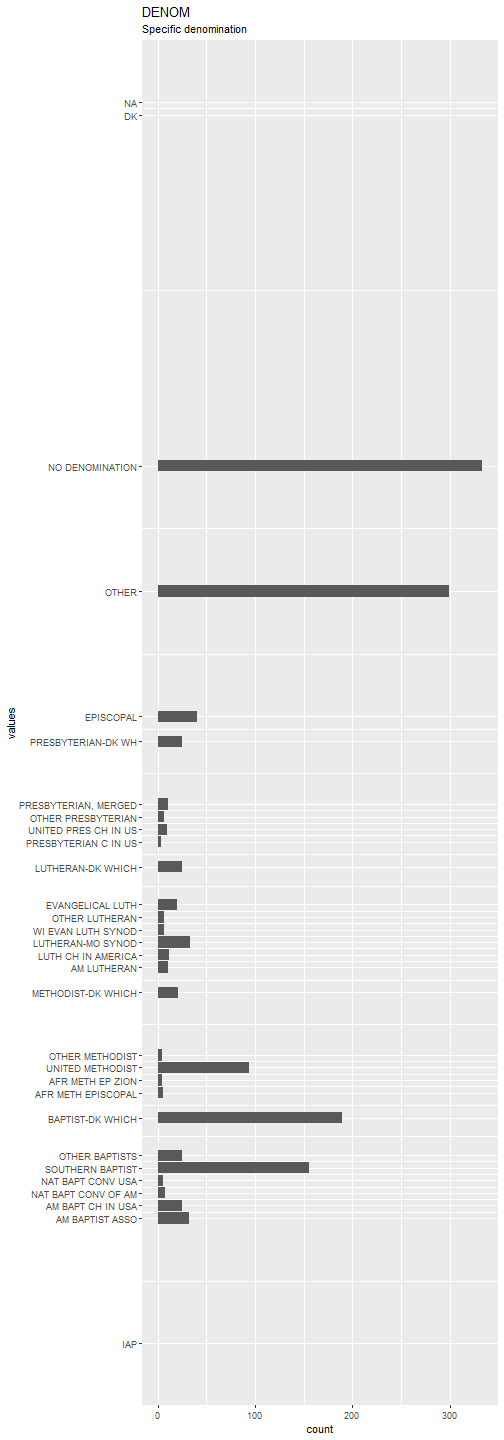 DENOM
Specific denomination
NA
DK
NO DENOMINATION
OTHER
EPISCOPAL
values
PRESBYTERIAN-DK WH
PRESBYTERIAN, MERGED
OTHER PRESBYTERIAN
UNITED PRES CH IN US
PRESBYTERIAN C IN US
LUTHERAN-DK WHICH
EVANGELICAL LUTH
OTHER LUTHERAN
WI EVAN LUTH SYNOD
LUTHERAN-MO SYNOD
LUTH CH IN AMERICA
AM LUTHERAN
METHODIST-DK WHICH
OTHER METHODIST
UNITED METHODIST
AFR METH EP ZION
AFR METH EPISCOPAL
BAPTIST-DK WHICH
OTHER BAPTISTS
SOUTHERN BAPTIST
NAT BAPT CONV USA
NAT BAPT CONV OF AM
AM BAPT CH IN USA
AM BAPTIST ASSO
IAP
0 100 200 300
count